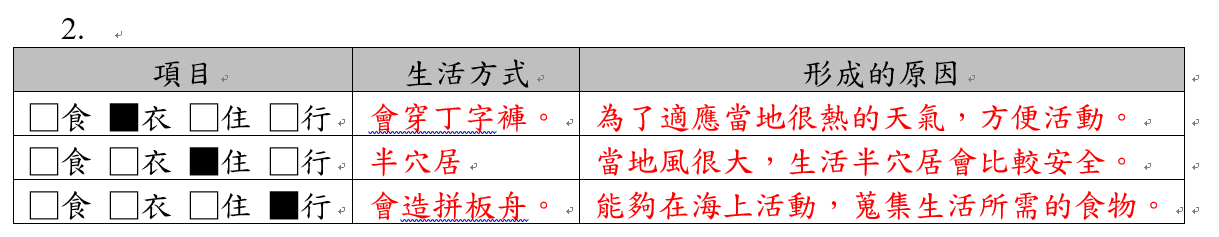 2.
項目 生活方式 形成的原因
□食 ■衣 □住 □行 會穿丁字褲。 為了適應當地很熱的天氣，方便活動。
□食 □衣 ■住 □行 半穴居 當地風很大，生活半穴居會比較安全。
□食 □衣 □住 ■行 會造拼板舟。 能夠在海上活動，蒐集生活所需的食物。